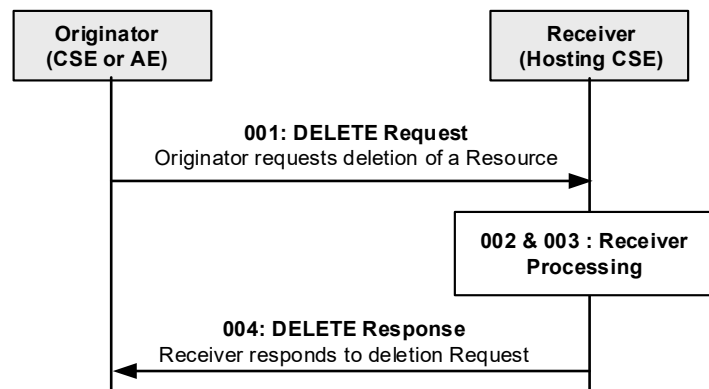 Originator
(CSE or AE)
Receiver
(Hosting CSE)
001: DELETE Request
Originator requests deletion of a Resource
002 & 003 : Receiver
Processing
004: DELETE Response
Receiver responds to deletion Request